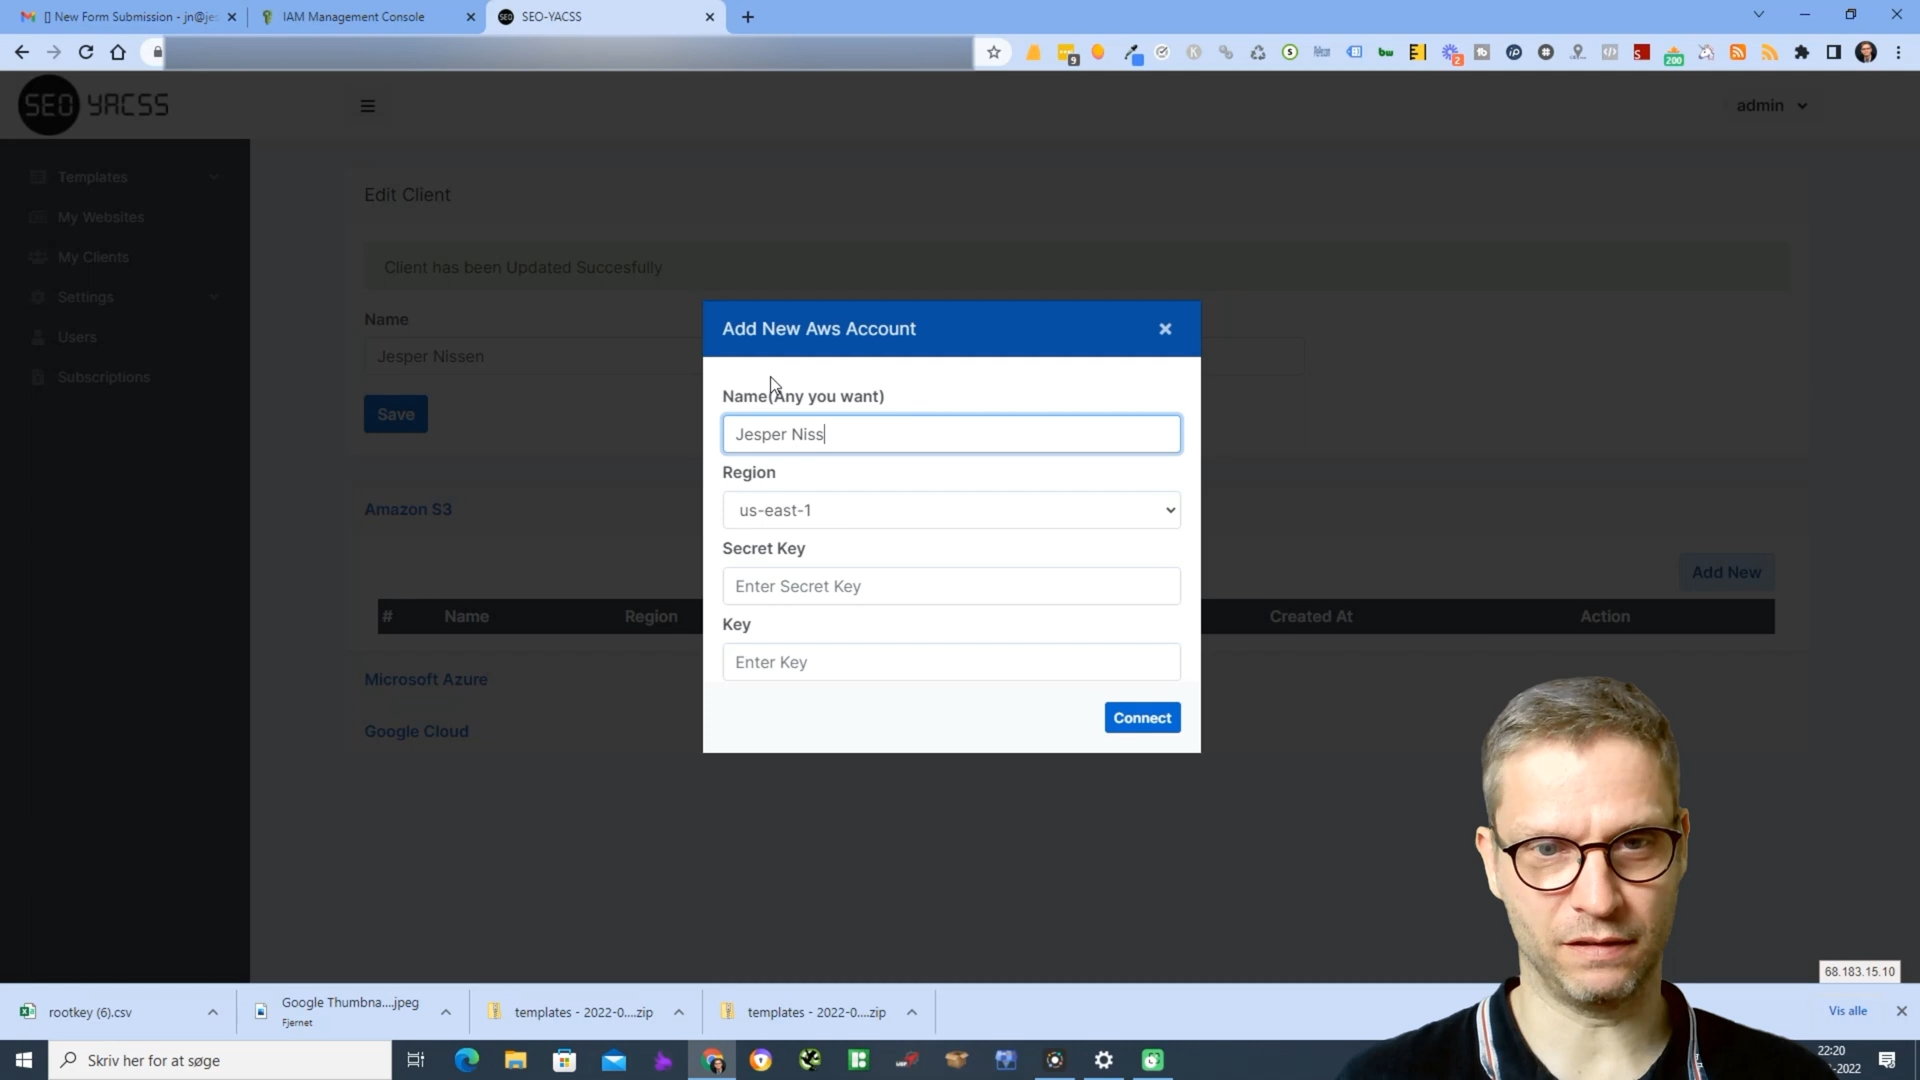 [] New Form Submission - jn@jes
IAM Management Console
SEO-YACSS
9
2
200
SEO YACSS
admin
Templates
My Websites
My Clients
Settings
Users
Subscriptions
Edit Client
Client has been Updated Succesfully
Name
Jesper Nissen
Save
Amazon S3
Add New
# Name Region Created At Action
Microsoft Azure
Google Cloud
Add New Aws Account
Name(Any you want)
Jesper Niss
Region
us-east-1
Secret Key
Enter Secret Key
Key
Enter Key
Connect
68.183.15.10
rootkey (6).csv
Google Thumbna....jpeg
Fjernet
templates - 2022-0....zip
templates - 2022-0....zip
Vis alle
Skriv her for at søge
22:20
-2022